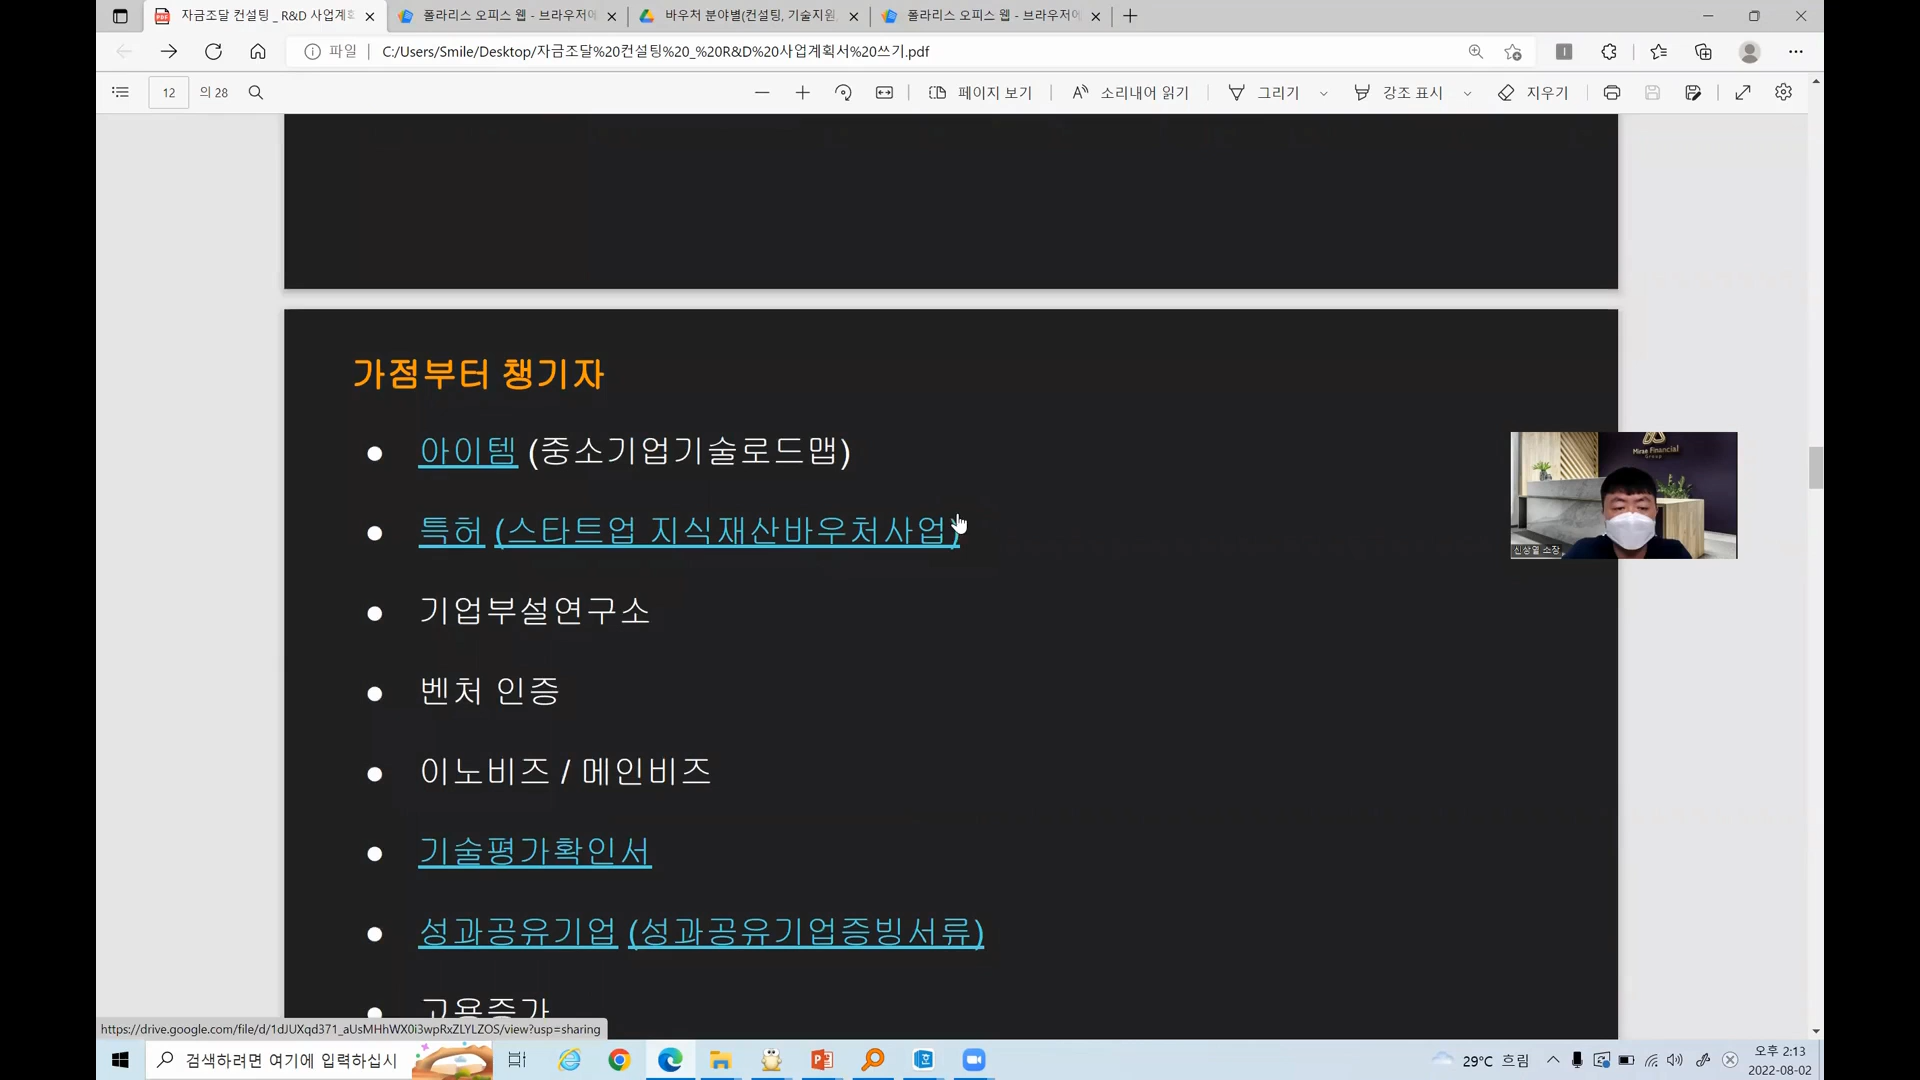 자금조달 컨설팅 _ R&D 사업계획
폴라리스 오피스 웹 - 브라우저에
바우처 분야별(컨설팅, 기술지원,
폴라리스 오피스 웹 - 브라우저에
파일 C:/Users/Smile/Desktop/자금조달%20컨설팅%20_%20R&D%20사업계획서%20쓰기.pdf
12 의 28 페이지 보기 소리내어 읽기 그리기 강조 표시 지우기
가점부터 챙기자
● 아이템 (중소기업기술로드맵)
● 특허 (스타트업 지식재산바우처사업)
● 기업부설연구소
● 벤처 인증
● 이노비즈 / 메인비즈
● 기술평가확인서
● 성과공유기업 (성과공유기업증빙서류)
● 고용증가
Mirae Financial
Group
신상열 소장
https://drive.google.com/file/d/1dJUXqd371_aUsMHhWX0i3wpRxZLYLZOS/view?usp=sharing
검색하려면 여기에 입력하십시
29°C 흐림
오후 2:13
2022-08-02